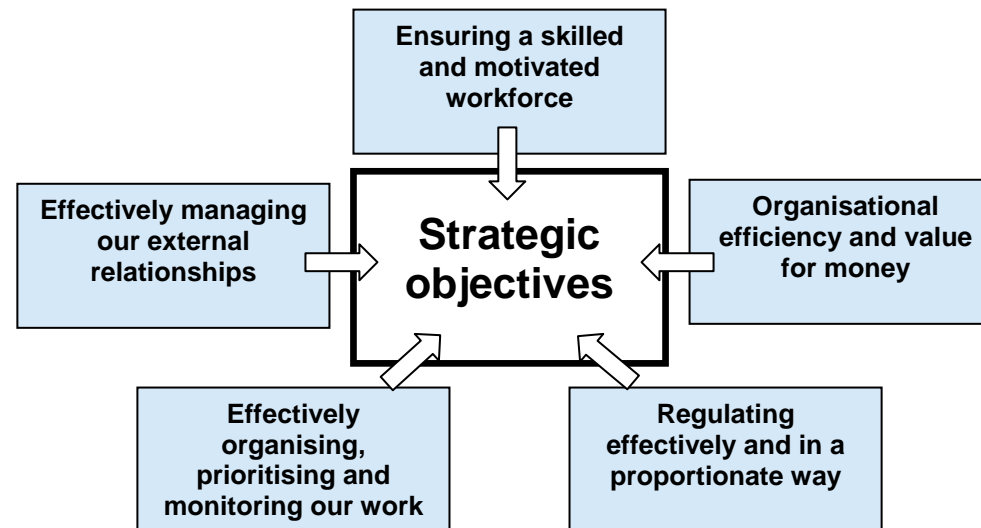 Ensuring a skilled
and motivated
workforce
Effectively managing
our external
relationships
Strategic
objectives
Organisational
efficiency and value
for money
Effectively
organising,
prioritising and
monitoring our work
Regulating
effectively and in a
proportionate way